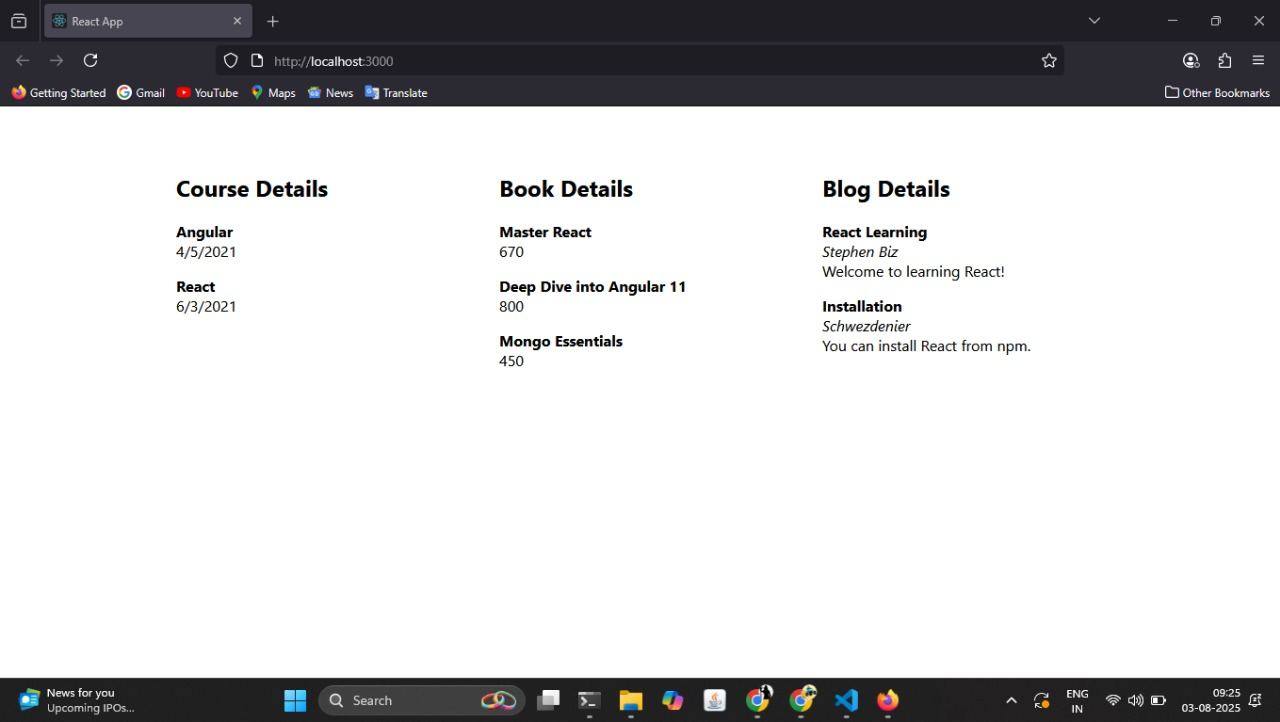 React App
http://localhost:3000
Getting Started
Gmail
YouTube
Maps
News
Translate
Other Bookmarks
Course Details
Angular
4/5/2021
React
6/3/2021
Book Details
Master React
670
Deep Dive into Angular 11
800
Mongo Essentials
450
Blog Details
React Learning
Stephen Biz
Welcome to learning React!
Installation
Schwezdenier
You can install React from npm.
News for you
Upcoming IPOs...
Search
ENG
IN
09:25
03-08-2025